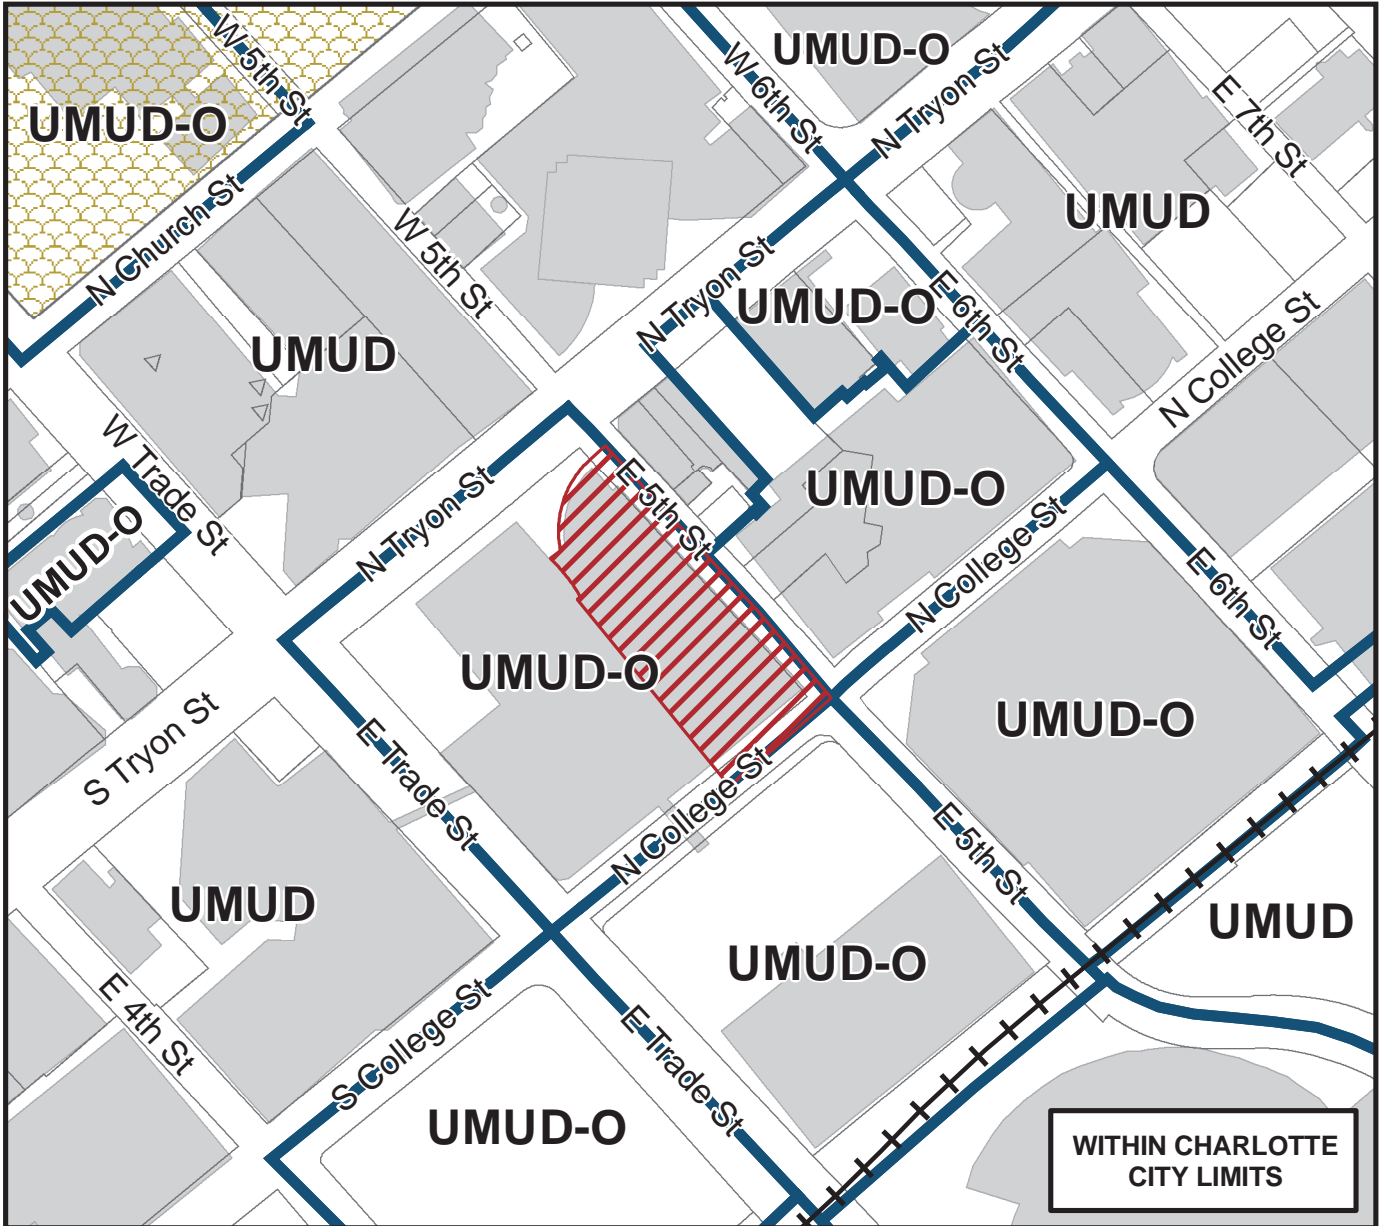 W 5th St
UMUD-O
W 6th St
UMUD-O
N Tryon St
E 7th St
N Church St
W 5th St
UMUD
N Tryon St
UMUD-O
E 6th St
N College St
UMUD
W Trade St
UMUD-O
N Tryon St
E 5th St
UMUD-O
N College St
E 6th St
UMUD-O
UMUD-O
S Tryon St
E Trade St
N College St
E 5th St
UMUD
UMUD
UMUD-O
E 4th St
S College St
E Trade St
UMUD-O
WITHIN CHARLOTTE
CITY LIMITS